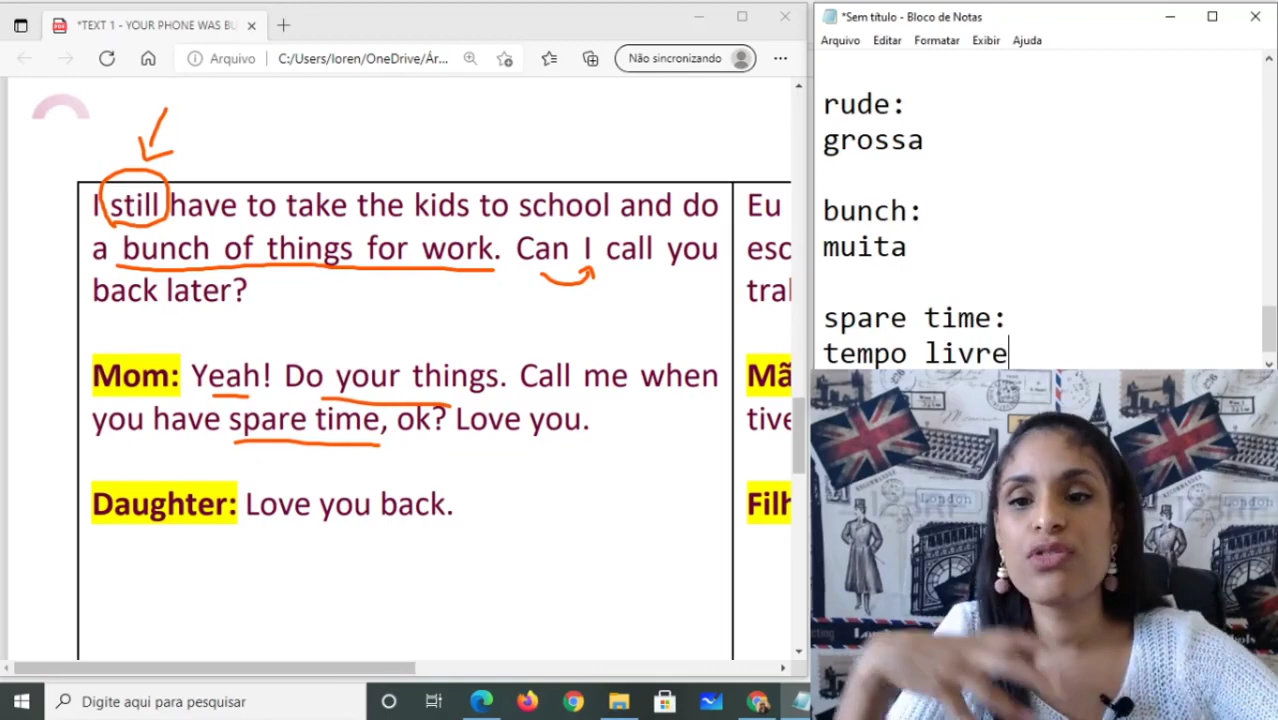 *TEXT 1 - YOUR PHONE WAS BU
Arquivo
C:/Users/loren/OneDrive/Ár...
Não sincronizando
I still have to take the kids to school and do
a bunch of things for work. Can I call you
back later?
Mom: Yeah! Do your things. Call me when
you have spare time, ok? Love you.
Daughter: Love you back.
Eu
esc
tral
Mã
tive
Filh
*Sem título - Bloco de Notas
Arquivo Editar Formatar Exibir Ajuda
rude:
grossa
bunch:
muita
spare time:
tempo livre
London
Digite aqui para pesquisar